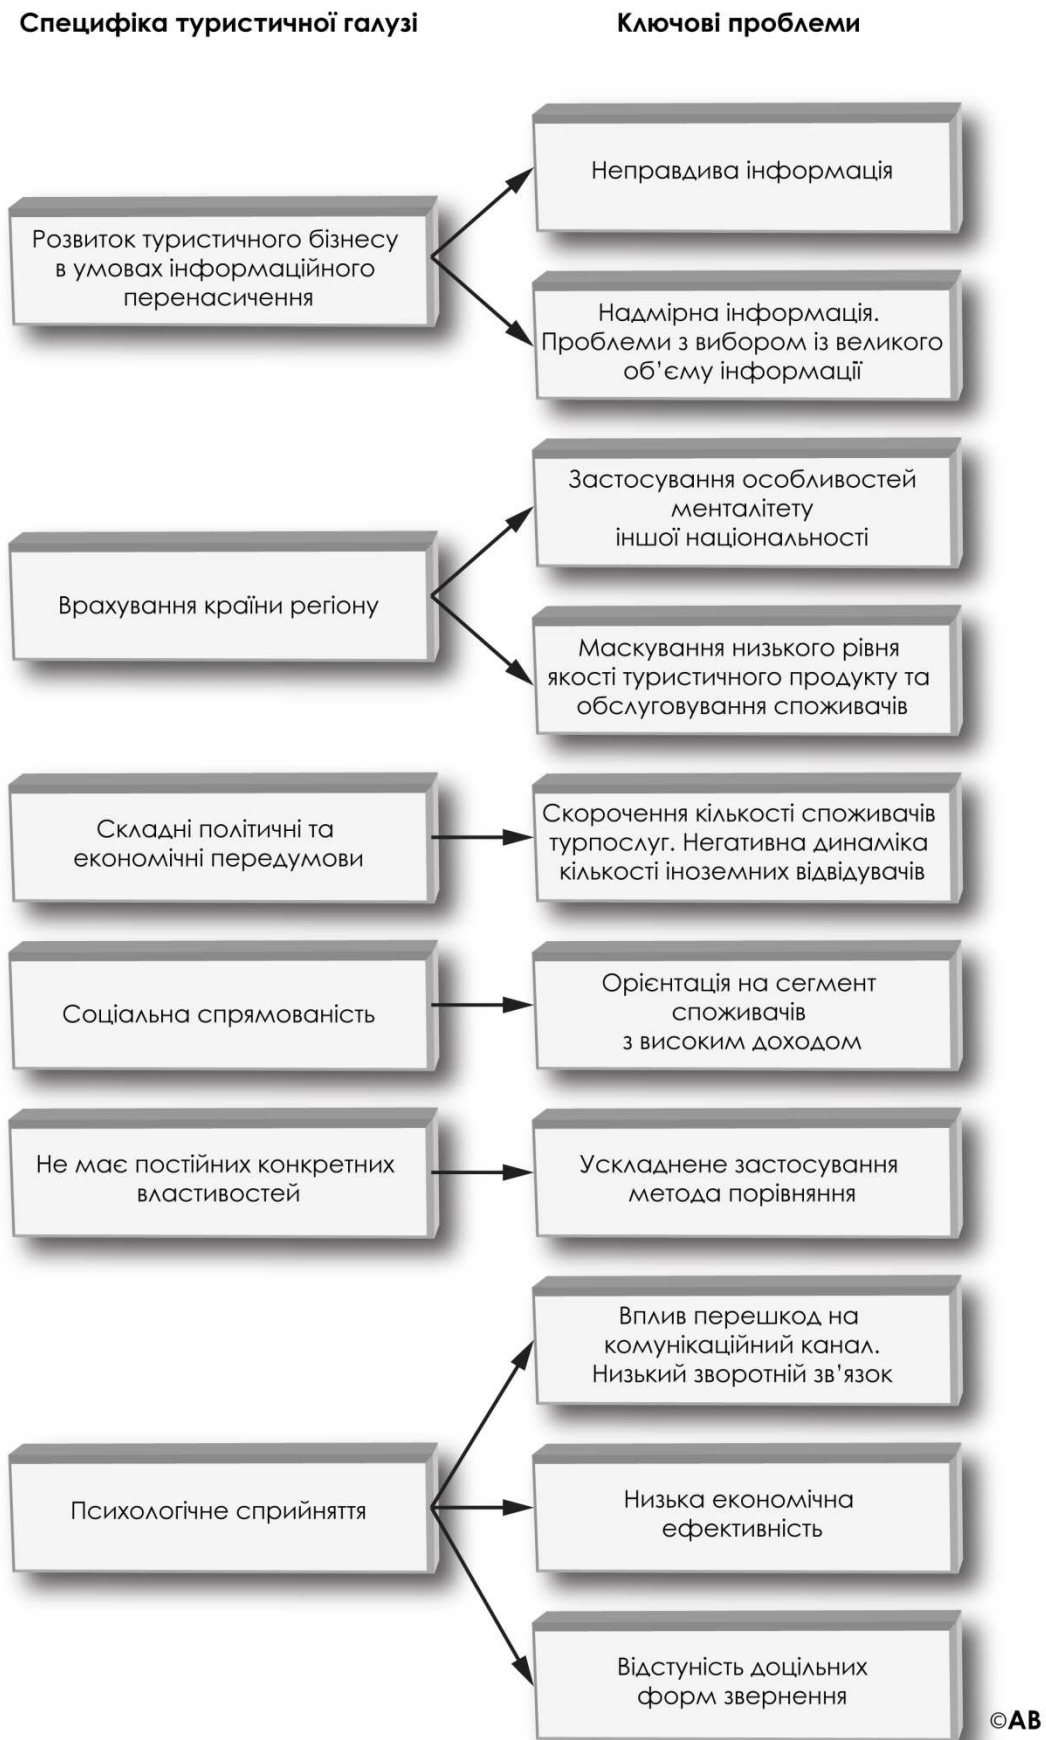 Специфіка туристичної галузі
Ключові проблеми
Розвиток туристичного бізнесу
в умовах інформаційного
перенасичення
Неправдива інформація
Надмірна інформація.
Проблеми з вибором із великого
об’єму інформації
Врахування країни регіону
Застосування особливостей
менталітету
іншої національності
Маскування низького рівня
якості туристичного продукту та
обслуговування споживачів
Складні політичні та
економічні передумови
Скорочення кількості споживачів
турпослуг. Негативна динаміка
кількості іноземних відвідувачів
Соціальна спрямованість
Орієнтація на сегмент
споживачів
з високим доходом
Не має постійних конкретних
властивостей
Ускладнене застосування
метода порівняння
Психологічне сприйняття
Вплив перешкод на
комунікаційний канал.
Низький зворотній зв’язок
Низька економічна
ефективність
Відстуність доцільних
форм звернення
©АВ